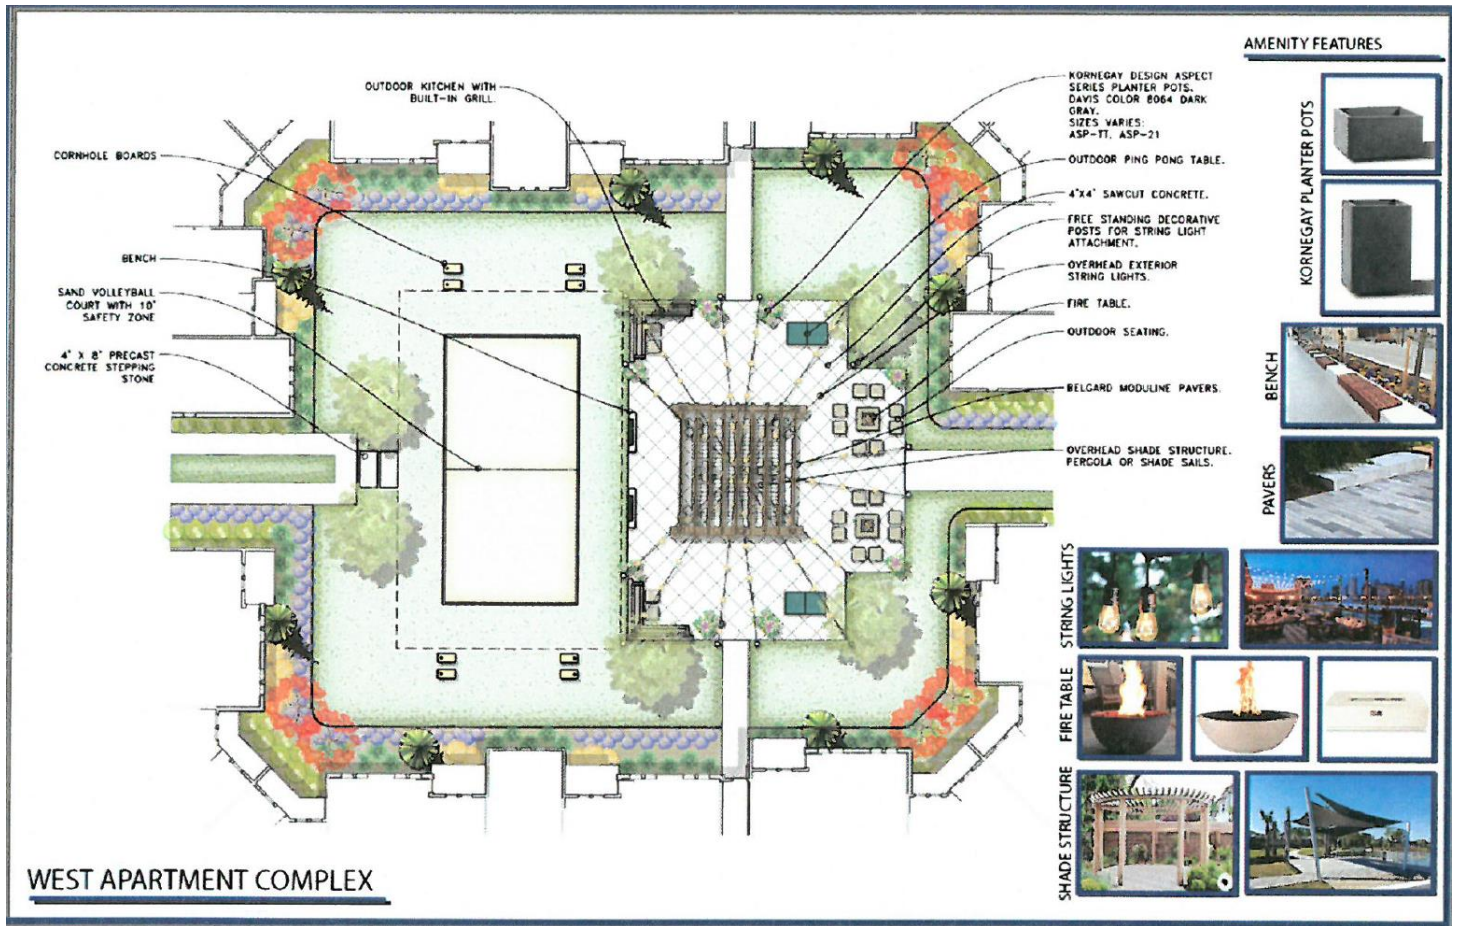 AMENITY FEATURES
OUTDOOR KITCHEN WITH
BUILT-IN GRILL.
CORNHOLE BOARDS
BENCH
SAND VOLLEYBALL
COURT WITH 10'
SAFETY ZONE
4' X 8' PRECAST
CONCRETE STEPPING
STONE
KORNEGAY DESIGN ASPECT
SERIES PLANTER POTS.
DAVIS COLOR 8064 DARK
GRAY.
SIZES VARIES:
ASP-TT, ASP-21
OUTDOOR PING PONG TABLE.
4'X4' SAWCUT CONCRETE.
FREE STANDING DECORATIVE
POSTS FOR STRING LIGHT
ATTACHMENT.
OVERHEAD EXTERIOR
STRING LIGHTS.
FIRE TABLE.
OUTDOOR SEATING.
BELGARD MODULINE PAVERS.
OVERHEAD SHADE STRUCTURE.
PERGOLA OR SHADE SAILS.
KORNEGAY PLANTER POTS
BENCH
PAVERS
STRING LIGHTS
FIRE TABLE
SHADE STRUCTURE
WEST APARTMENT COMPLEX